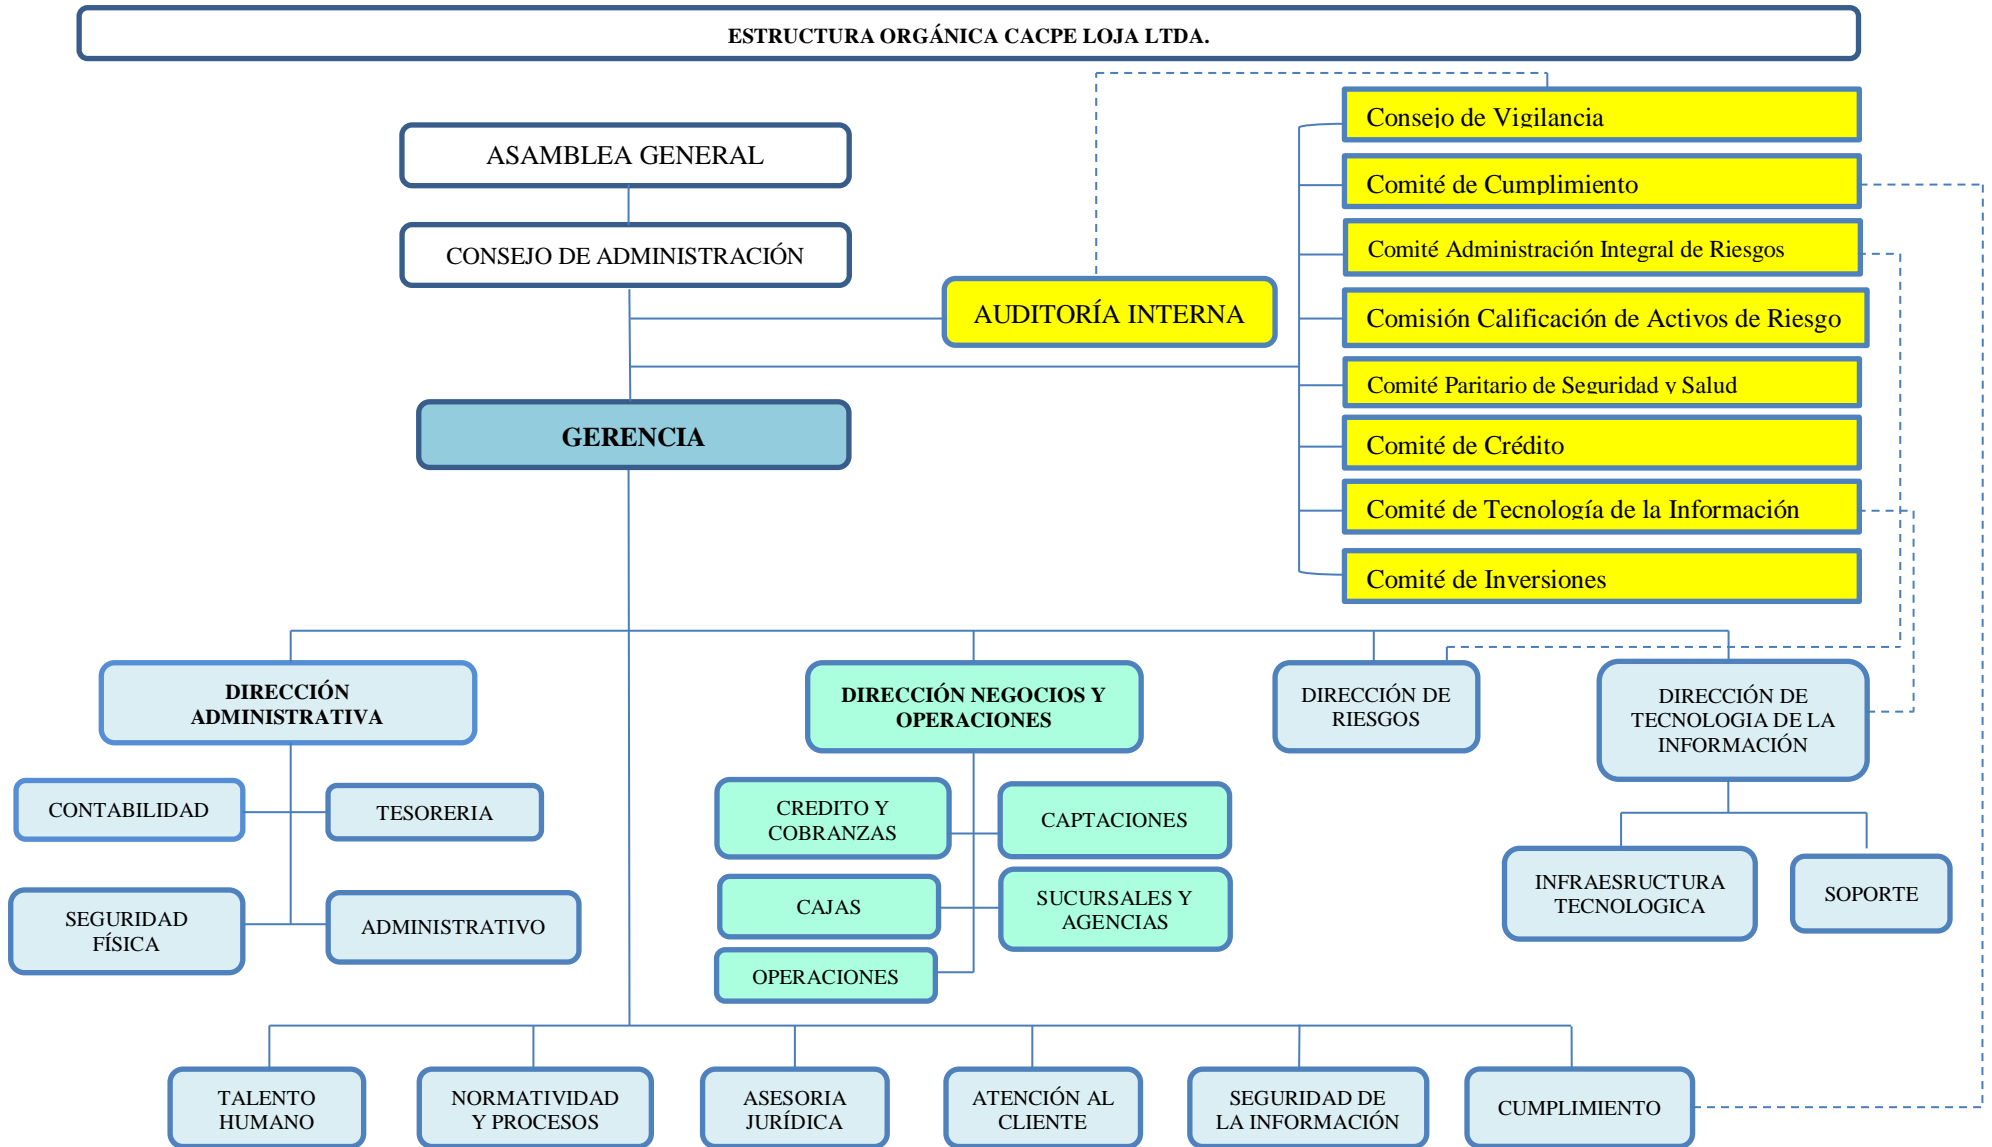 ESTRUCTURA ORGÁNICA CACPE LOJA LTDA.
ASAMBLEA GENERAL
CONSEJO DE ADMINISTRACIÓN
AUDITORÍA INTERNA
GERENCIA
Consejo de Vigilancia
Comité de Cumplimiento
Comité Administración Integral de Riesgos
Comisión Calificación de Activos de Riesgo
Comité Paritario de Seguridad y Salud
Comité de Crédito
Comité de Tecnología de la Información
Comité de Inversiones
DIRECCIÓN
ADMINISTRATIVA
DIRECCIÓN NEGOCIOS Y
OPERACIONES
DIRECCIÓN DE
RIESGOS
DIRECCIÓN DE
TECNOLOGIA DE LA
INFORMACIÓN
CONTABILIDAD
TESORERIA
SEGURIDAD
FÍSICA
ADMINISTRATIVO
CREDITO Y
COBRANZAS
CAPTACIONES
CAJAS
SUCURSALES Y
AGENCIAS
OPERACIONES
INFRAESRUCTURA
TECNOLOGICA
SOPORTE
TALENTO
HUMANO
NORMATIVIDAD
Y PROCESOS
ASESORIA
JURÍDICA
ATENCIÓN AL
CLIENTE
SEGURIDAD DE
LA INFORMACIÓN
CUMPLIMIENTO